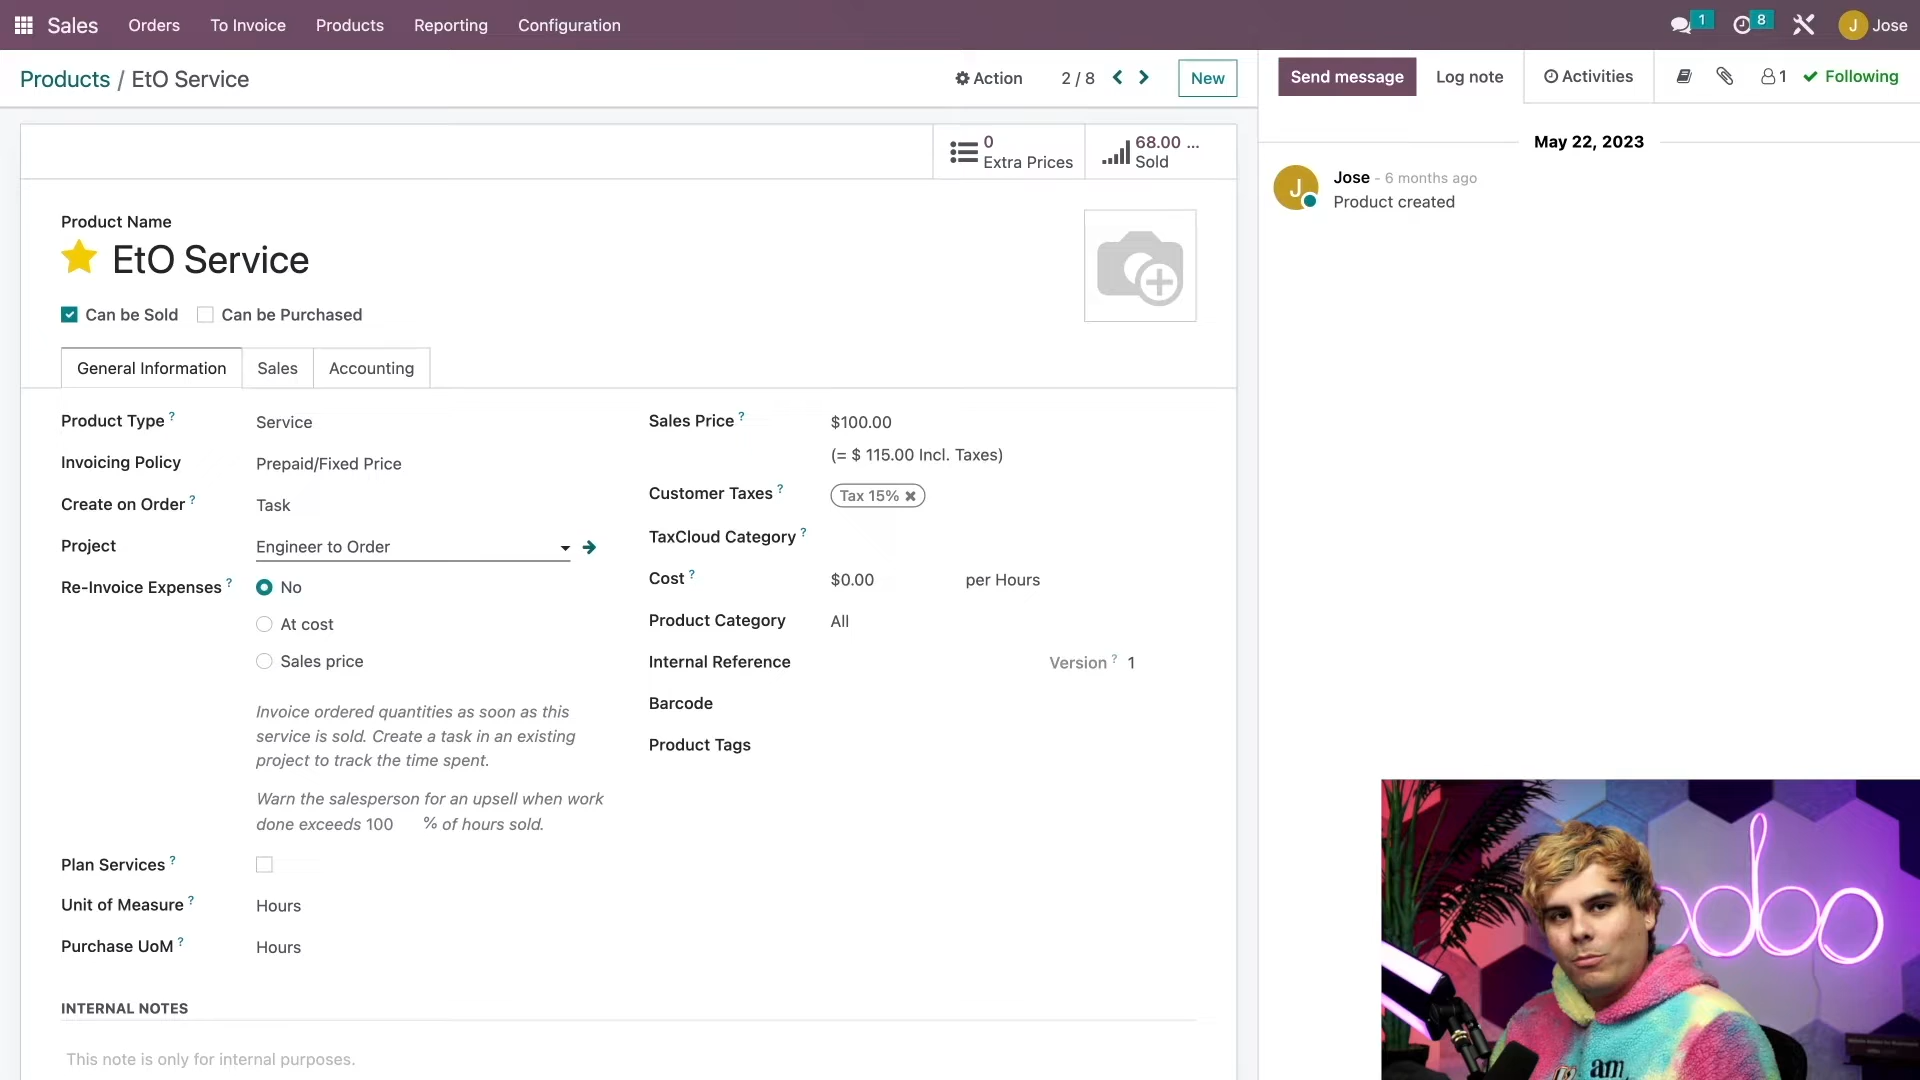 Sales Orders To Invoice Products Reporting Configuration 1 8 J Jose
Products / EtO Service Action 2 / 8 New
Send message Log note Activities 1 Following
0
Extra Prices
68.00 ...
Sold
May 22, 2023
J
Jose - 6 months ago
Product created
Product Name
EtO Service
Can be Sold Can be Purchased
General Information Sales Accounting
Product Type ? Service
Invoicing Policy Prepaid/Fixed Price
Create on Order ? Task
Project Engineer to Order
Re-Invoice Expenses ? No
At cost
Sales price
Invoice ordered quantities as soon as this
service is sold. Create a task in an existing
project to track the time spent.
Warn the salesperson for an upsell when work
done exceeds 100 % of hours sold.
Plan Services ?
Unit of Measure ? Hours
Purchase UoM ? Hours
Sales Price ? $100.00
(= $ 115.00 Incl. Taxes)
Customer Taxes ? Tax 15%
TaxCloud Category ?
Cost ? $0.00 per Hours
Product Category All
Internal Reference Version ? 1
Barcode
Product Tags
INTERNAL NOTES
This note is only for internal purposes.
odoo
am